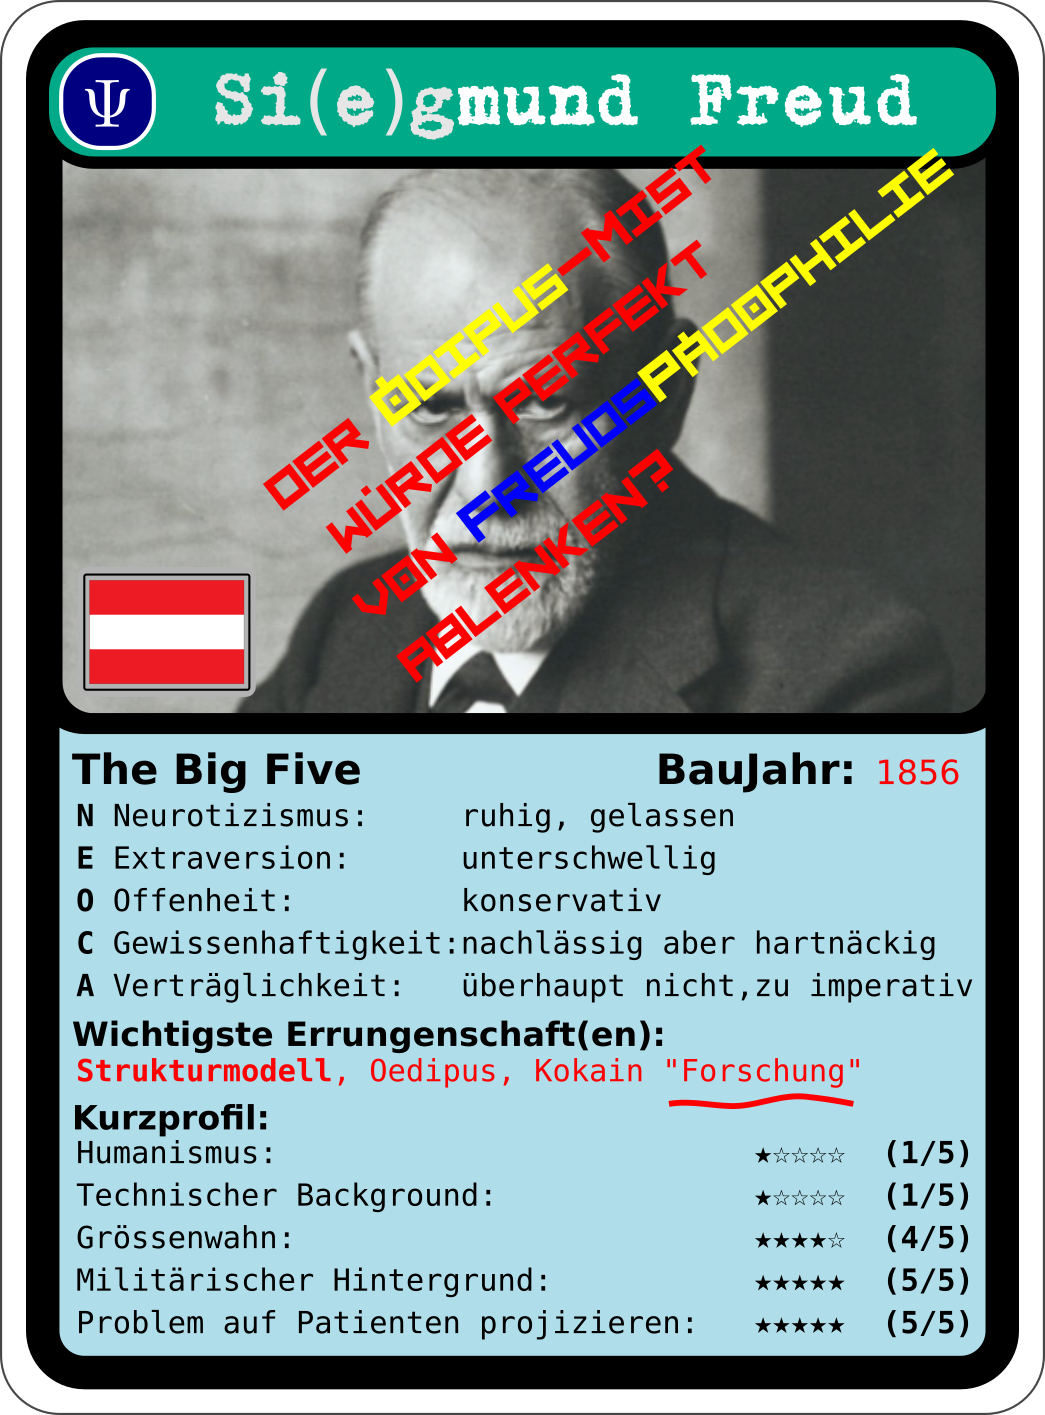 Ψ Si(e)gmund Freud
DER ÖDIPUS-MIST
WÜRDE PERFEKT
VON FREUDS PÄDOPHILIE
ABLENKEN?
The Big Five BauJahr: 1856
N Neurotizismus: ruhig, gelassen
E Extraversion: unterschwellig
O Offenheit: konservativ
C Gewissenhaftigkeit: nachlässig aber hartnäckig
A Verträglichkeit: überhaupt nicht,zu imperativ
Wichtigste Errungenschaft(en):
Strukturmodell, Oedipus, Kokain "Forschung"
Kurzprofil:
Humanismus: ★☆☆☆☆ (1/5)
Technischer Background: ★☆☆☆☆ (1/5)
Grössenwahn: ★★★★☆ (4/5)
Militärischer Hintergrund: ★★★★★ (5/5)
Problem auf Patienten projizieren: ★★★★★ (5/5)